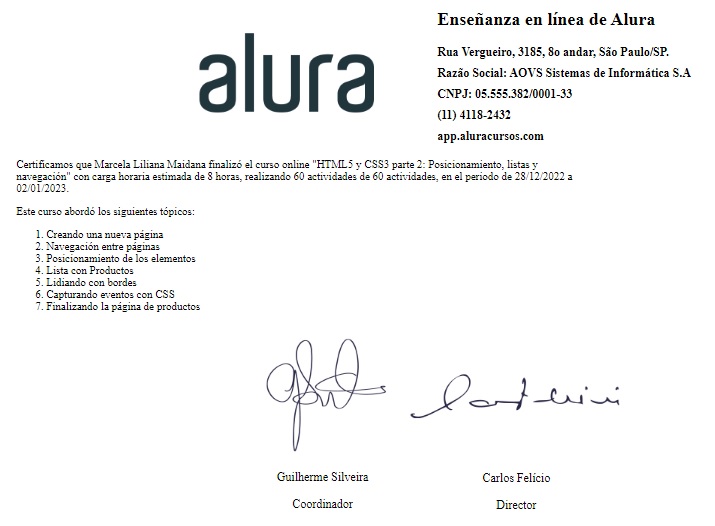 alura
Enseñanza en línea de Alura
Rua Vergueiro, 3185, 8o andar, São Paulo/SP.
Razão Social: AOVS Sistemas de Informática S.A
CNPJ: 05.555.382/0001-33
(11) 4118-2432
app.aluracursos.com
Certificamos que Marcela Liliana Maidana finalizó el curso online "HTML5 y CSS3 parte 2: Posicionamiento, listas y
navegación" con carga horaria estimada de 8 horas, realizando 60 actividades de 60 actividades, en el periodo de 28/12/2022 a
02/01/2023.
Este curso abordó los siguientes tópicos:
1. Creando una nueva página
2. Navegación entre páginas
3. Posicionamiento de los elementos
4. Lista con Productos
5. Lidiando con bordes
6. Capturando eventos con CSS
7. Finalizando la página de productos
Guilherme Silveira
Carlos Felício
Coordinador
Director